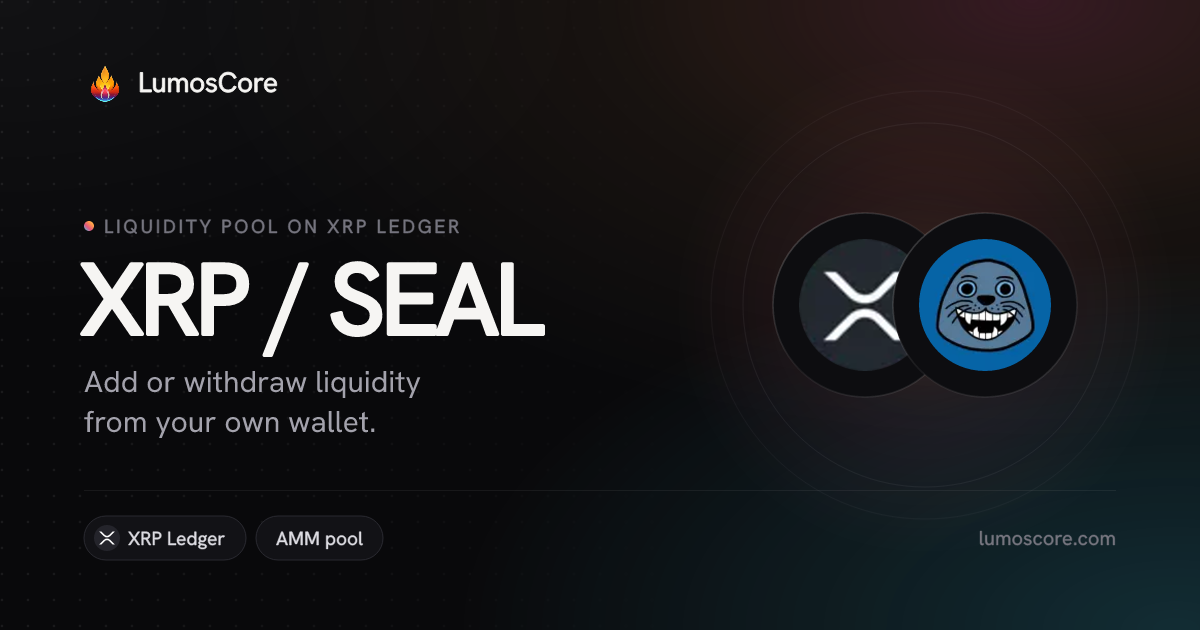 LumosCore
LIQUIDITY POOL ON XRP LEDGER
XRP / SEAL
Add or withdraw liquidity
from your own wallet.
XRP Ledger
AMM pool
lumoscore.com